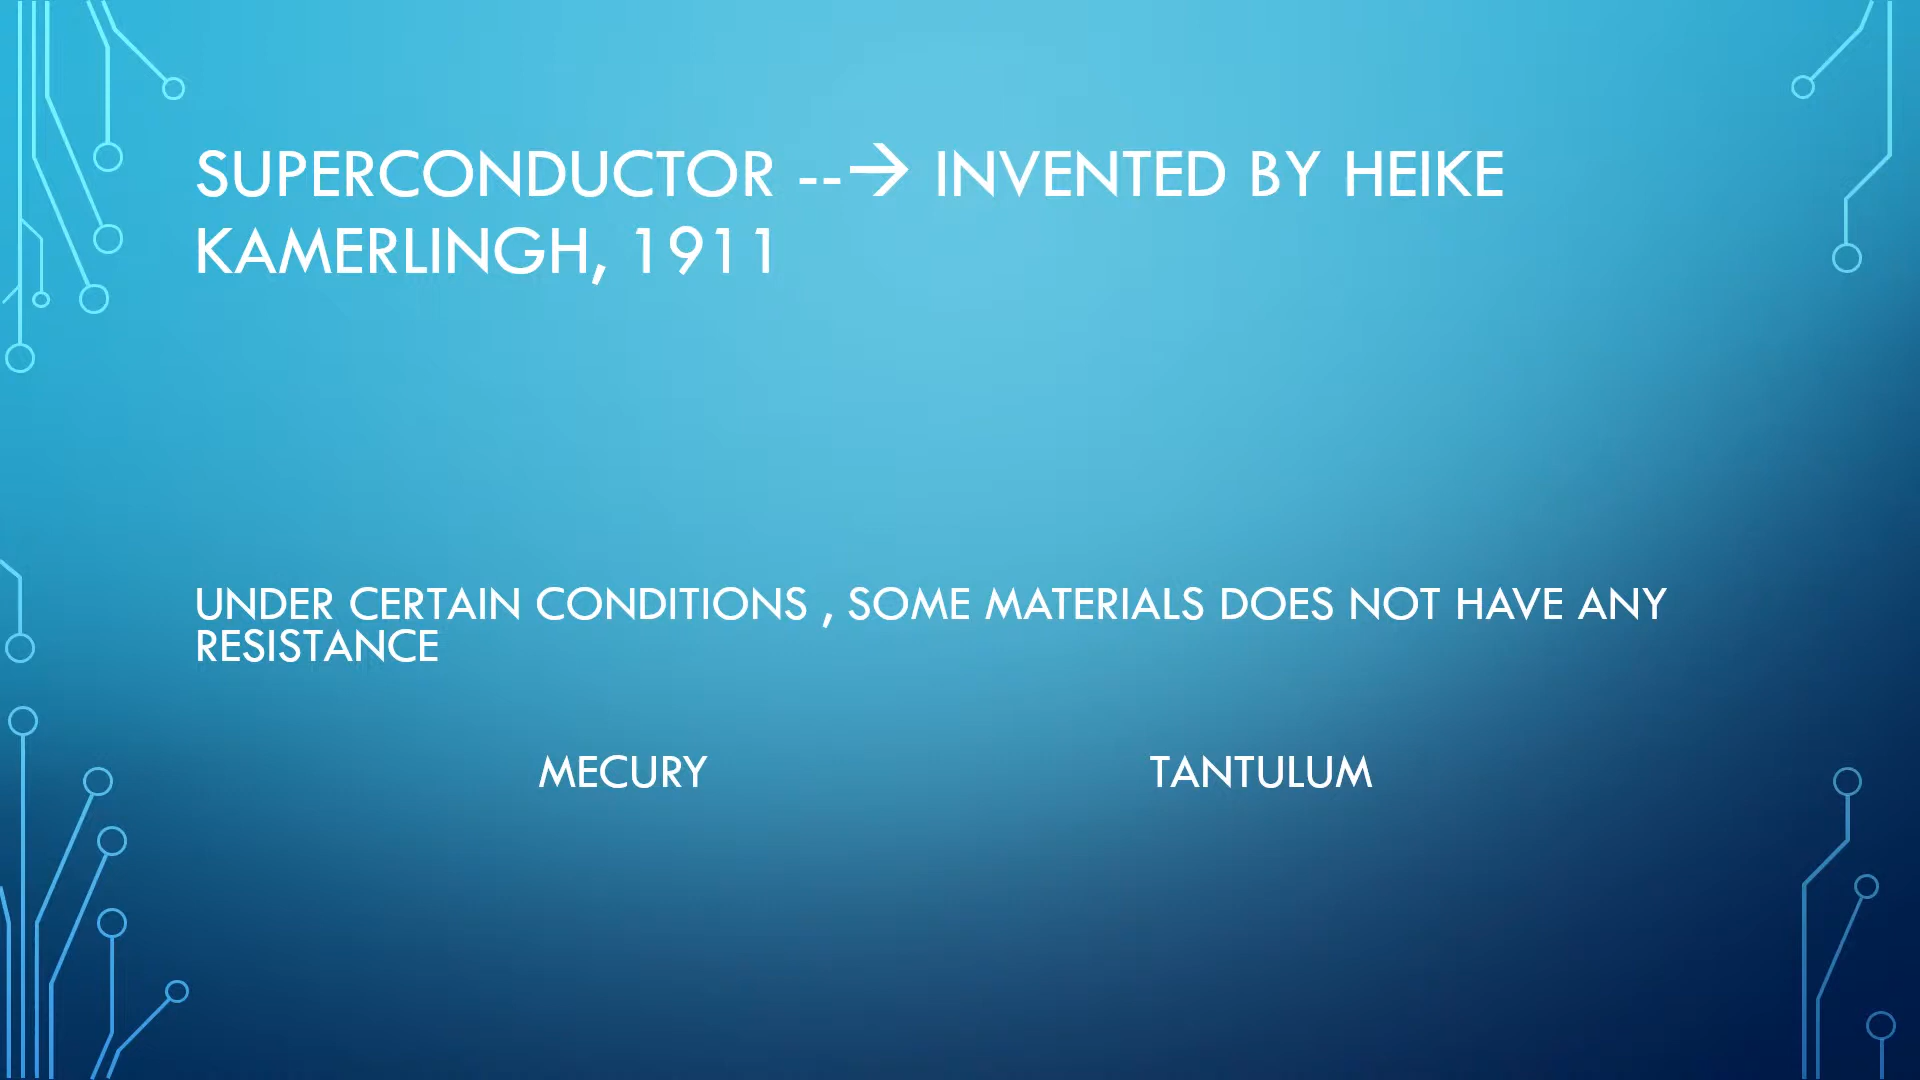 SUPERCONDUCTOR --→ INVENTED BY HEIKE
KAMERLINGH, 1911
UNDER CERTAIN CONDITIONS , SOME MATERIALS DOES NOT HAVE ANY
RESISTANCE
MECURY TANTULUM